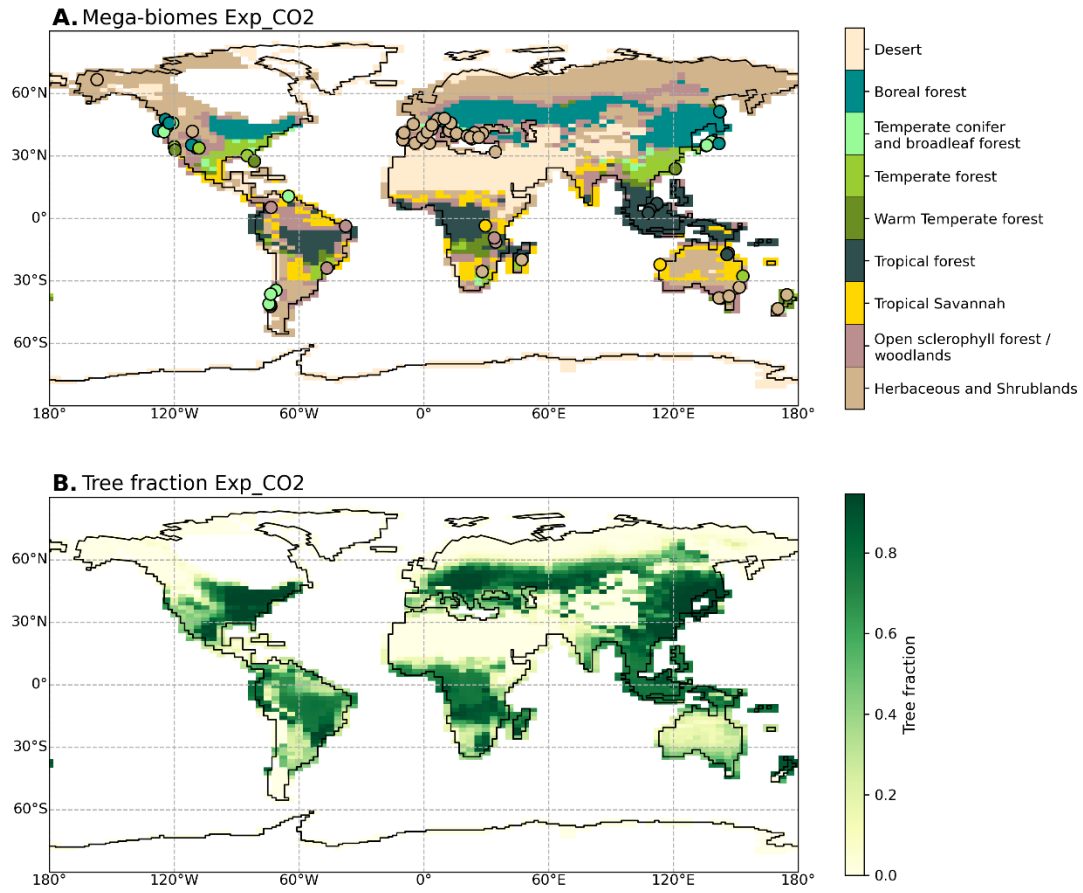 A. Mega-biomes Exp_CO2
60°N
30°N
0°
30°S
60°S
180°
120°W
60°W
0°
60°E
120°E
180°
Desert
Boreal forest
Temperate conifer
and broadleaf forest
Temperate forest
Warm Temperate forest
Tropical forest
Tropical Savannah
Open sclerophyll forest /
woodlands
Herbaceous and Shrublands
B. Tree fraction Exp_CO2
60°N
30°N
0°
30°S
60°S
180°
120°W
60°W
0°
60°E
120°E
180°
0.8
0.6
0.4
0.2
0.0
Tree fraction